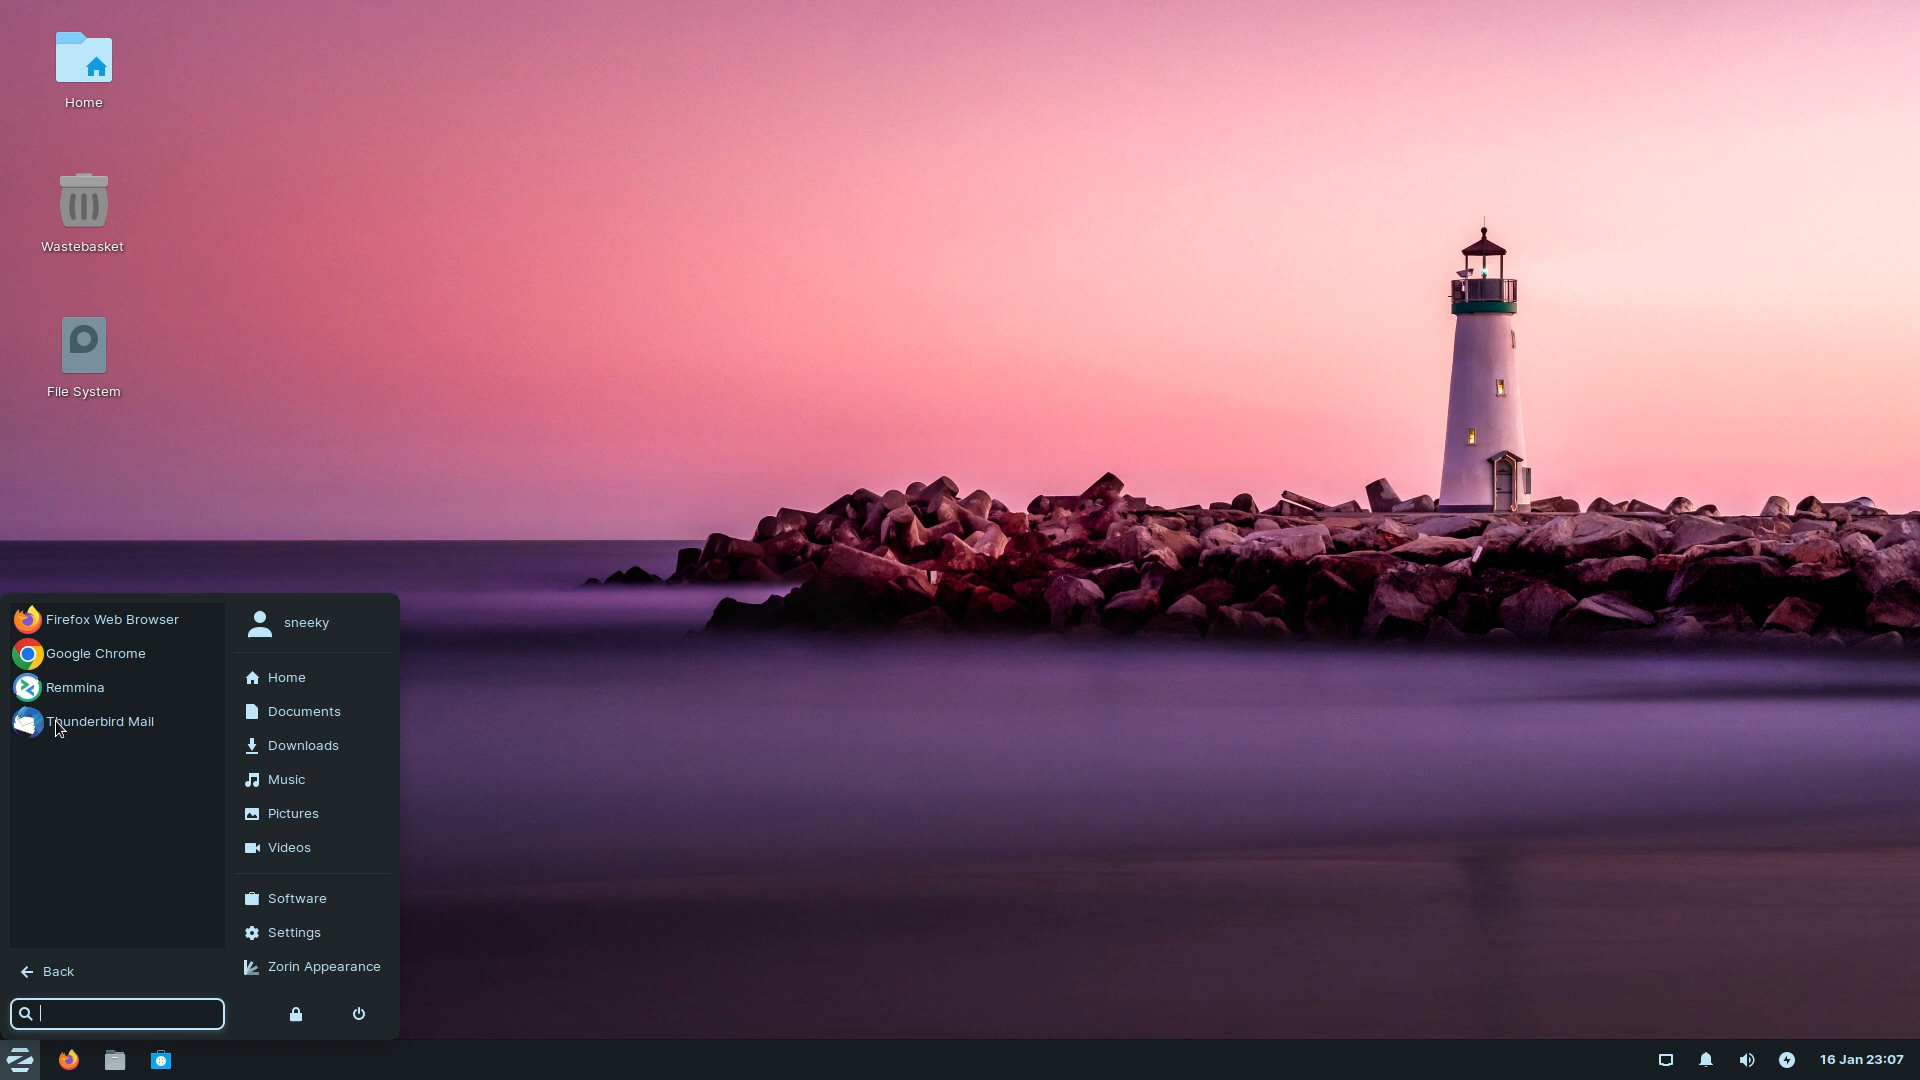 Home
Wastebasket
File System
Firefox Web Browser
Google Chrome
Remmina
Thunderbird Mail
Back
sneeky
Home
Documents
Downloads
Music
Pictures
Videos
Software
Settings
Zorin Appearance
16 Jan 23:07